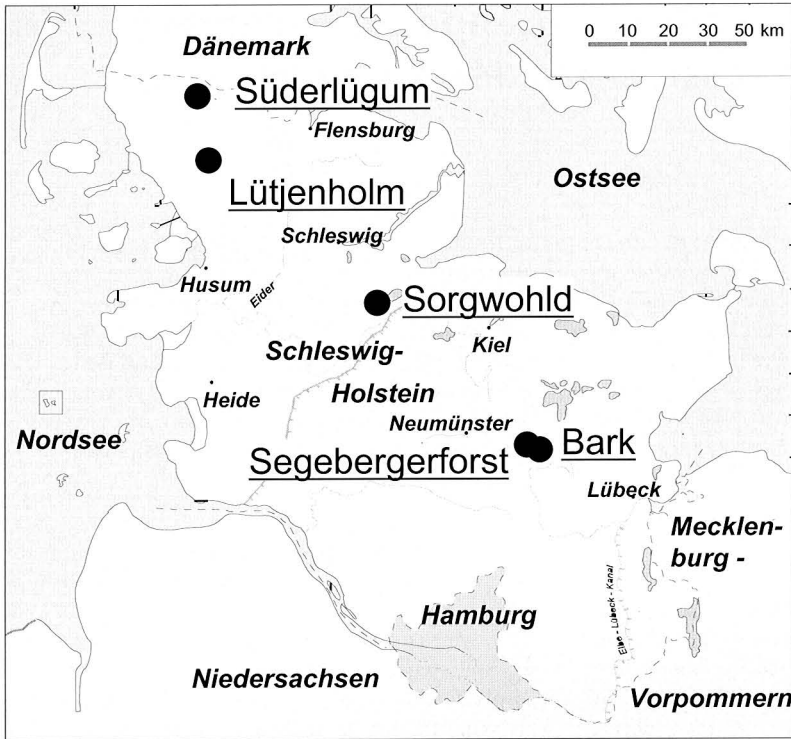 Dänemark
0 10 20 30 50 km
Süderlügum
Flensburg
Lütjenholm
Ostsee
Schleswig
Husum
Eider
Sorgwohld
Kiel
Schleswig-
Holstein
Heide
Neumünster
Nordsee
Bark
Segebergerforst
Lübeck
Mecklen-
burg -
Elbe - Lübeck - Kanal
Hamburg
Niedersachsen
Vorpommern